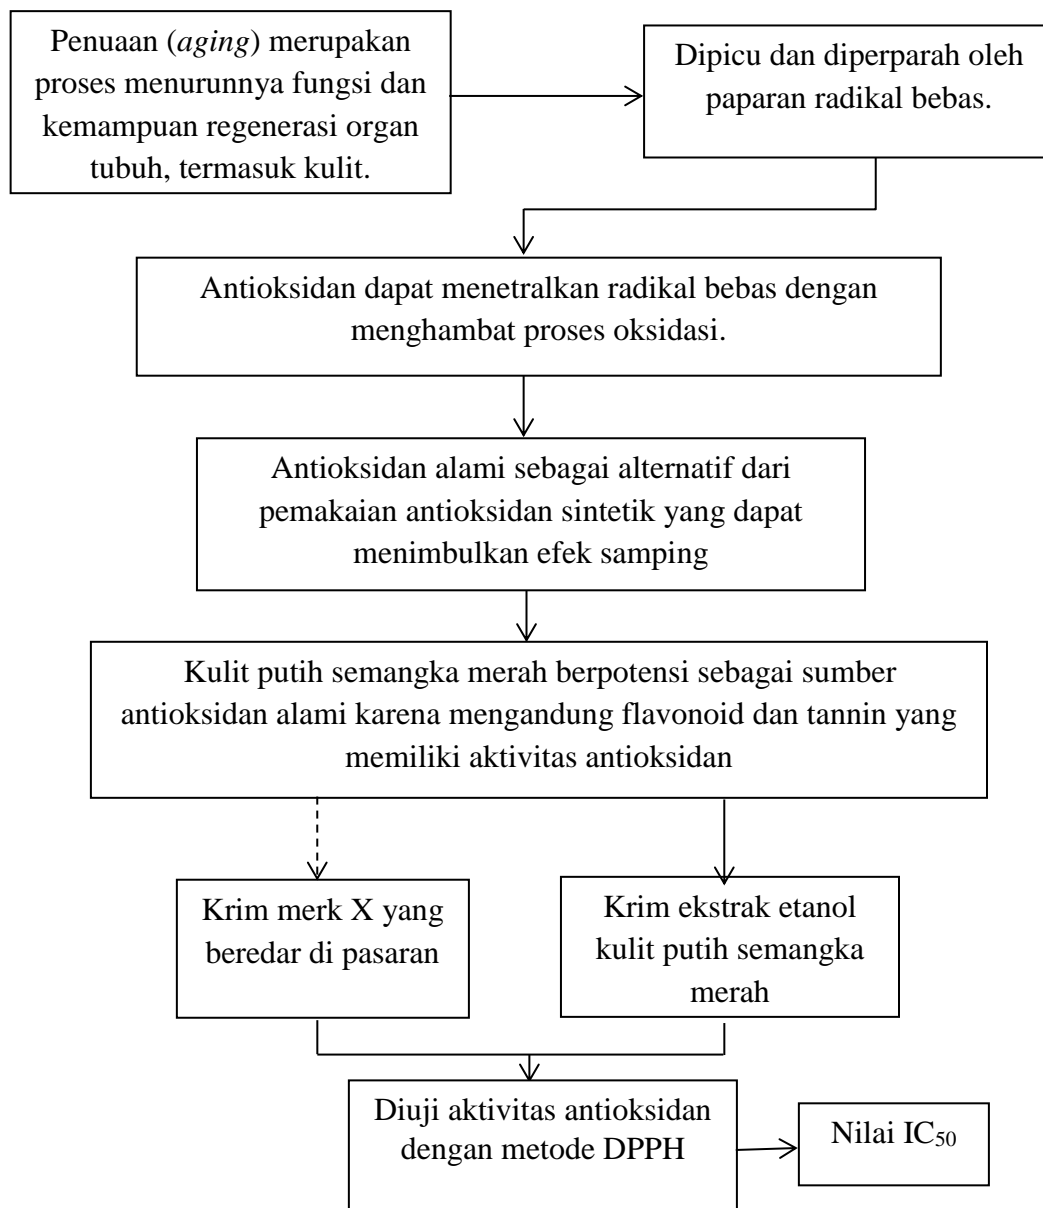 Penuaan (aging) merupakan
proses menurunnya fungsi dan
kemampuan regenerasi organ
tubuh, termasuk kulit.
Dipicu dan diperparah oleh
paparan radikal bebas.
Antioksidan dapat menetralkan radikal bebas dengan
menghambat proses oksidasi.
Antioksidan alami sebagai alternatif dari
pemakaian antioksidan sintetik yang dapat
menimbulkan efek samping
Kulit putih semangka merah berpotensi sebagai sumber
antioksidan alami karena mengandung flavonoid dan tannin yang
memiliki aktivitas antioksidan
Krim merk X yang
beredar di pasaran
Krim ekstrak etanol
kulit putih semangka
merah
Diuji aktivitas antioksidan
dengan metode DPPH
Nilai IC₅₀